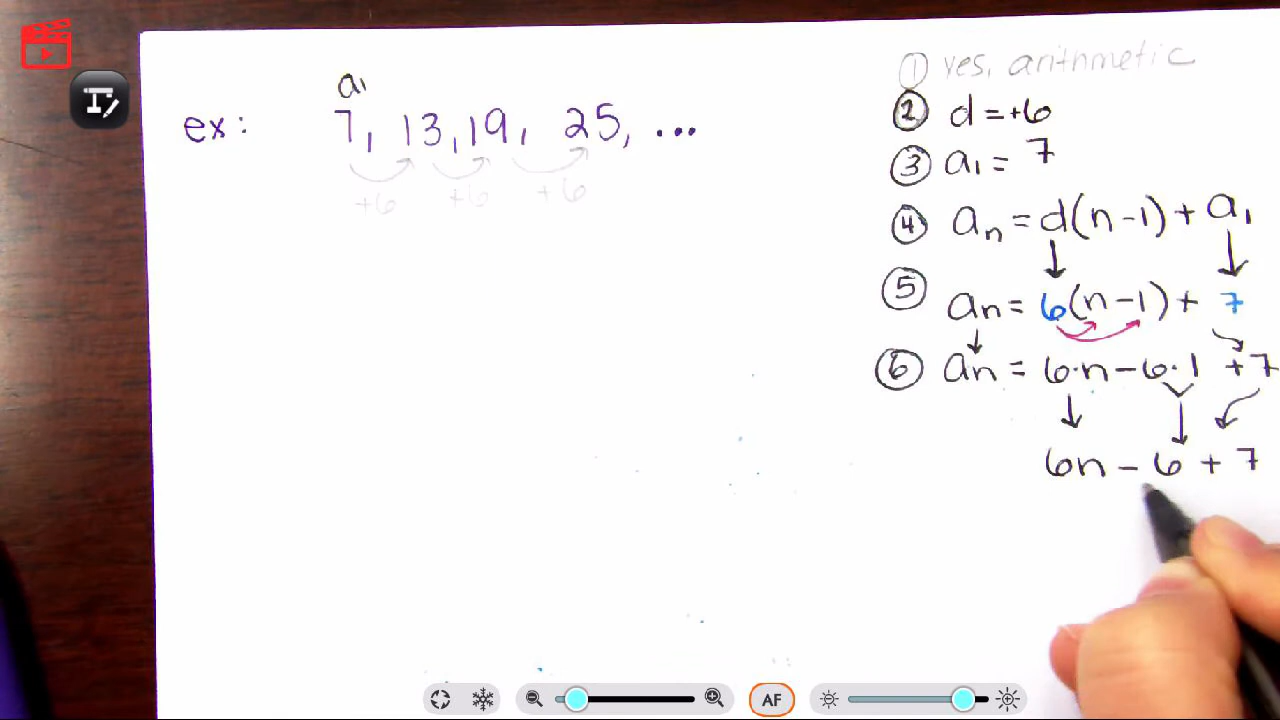 a₁
ex: 7, 13, 19, 25, ...
+6 +6 +6
① yes, arithmetic
② d = +6
③ a₁ = 7
④ aₙ = d(n-1) + a₁
⑤ aₙ = 6(n-1) + 7
⑥ aₙ = 6·n - 6·1 + 7
6n - 6 + 7
AF